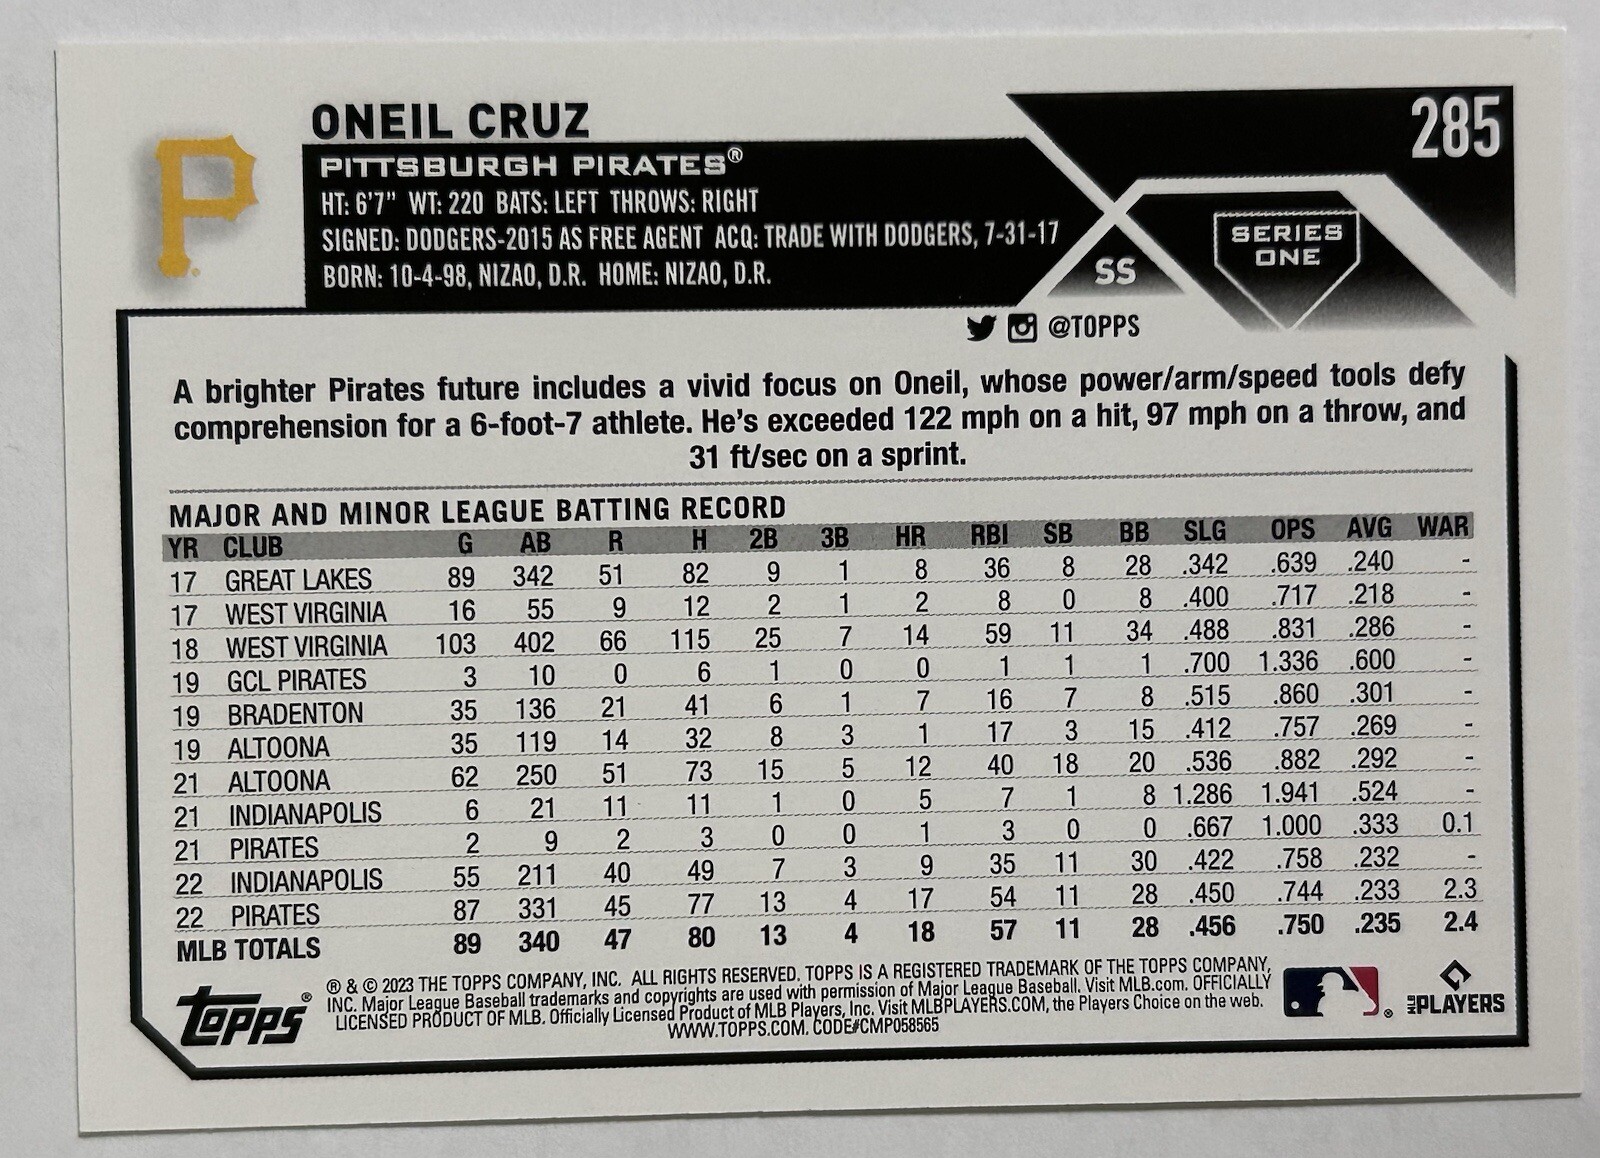 285
ONEIL CRUZ
PITTSBURGH PIRATES®
HT: 6'7" WT: 220 BATS: LEFT THROWS: RIGHT
SIGNED: DODGERS-2015 AS FREE AGENT ACQ: TRADE WITH DODGERS, 7-31-17
BORN: 10-4-98, NIZAO, D.R. HOME: NIZAO, D.R.
SS
SERIES
ONE
@TOPPS
A brighter Pirates future includes a vivid focus on Oneil, whose power/arm/speed tools defy
comprehension for a 6-foot-7 athlete. He's exceeded 122 mph on a hit, 97 mph on a throw, and
31 ft/sec on a sprint.
MAJOR AND MINOR LEAGUE BATTING RECORD
YR CLUB G AB R H 2B 3B HR RBI SB BB SLG OPS AVG WAR
17 GREAT LAKES 89 342 51 82 9 1 8 36 8 28 .342 .639 .240 -
17 WEST VIRGINIA 16 55 9 12 2 1 2 8 0 8 .400 .717 .218 -
18 WEST VIRGINIA 103 402 66 115 25 7 14 59 11 34 .488 .831 .286 -
19 GCL PIRATES 3 10 0 6 1 0 0 1 1 1 .700 1.336 .600 -
19 BRADENTON 35 136 21 41 6 1 7 16 7 8 .515 .860 .301 -
19 ALTOONA 35 119 14 32 8 3 1 17 3 15 .412 .757 .269 -
21 ALTOONA 62 250 51 73 15 5 12 40 18 20 .536 .882 .292 -
21 INDIANAPOLIS 6 21 11 11 1 0 5 7 1 8 1.286 1.941 .524 -
21 PIRATES 2 9 2 3 0 0 1 3 0 0 .667 1.000 .333 0.1
22 INDIANAPOLIS 55 211 40 49 7 3 9 35 11 30 .422 .758 .232 -
22 PIRATES 87 331 45 77 13 4 17 54 11 28 .450 .744 .233 2.3
MLB TOTALS 89 340 47 80 13 4 18 57 11 28 .456 .750 .235 2.4
Topps®
® & © 2023 THE TOPPS COMPANY, INC. ALL RIGHTS RESERVED. TOPPS IS A REGISTERED TRADEMARK OF THE TOPPS COMPANY,
INC. Major League Baseball trademarks and copyrights are used with permission of Major League Baseball. Visit MLB.com. OFFICIALLY
LICENSED PRODUCT OF MLB. Officially Licensed Product of MLB Players, Inc. Visit MLBPLAYERS.COM, the Players Choice on the web.
WWW.TOPPS.COM. CODE#CMP058565
MLB PLAYERS